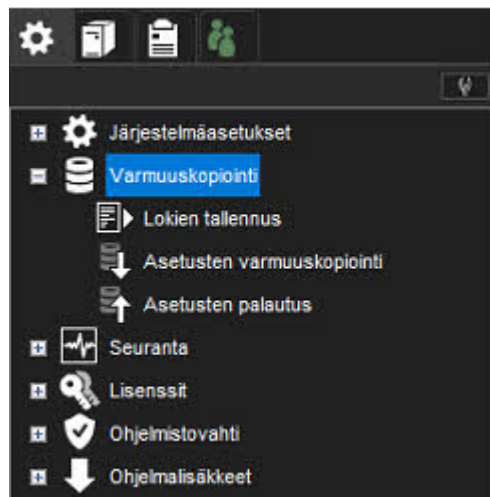 Järjestelmäasetukset
Varmuuskopiointi
Lokien tallennus
Asetusten varmuuskopiointi
Asetusten palautus
Seuranta
Lisenssit
Ohjelmistovahti
Ohjelmalisäkkeet